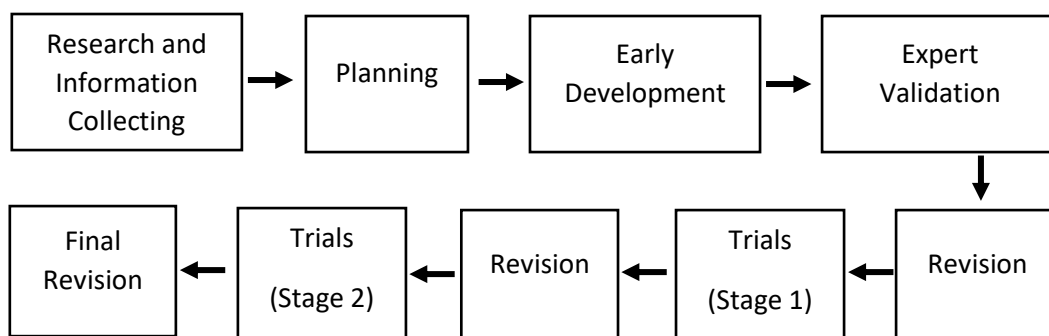 Research and
Information
Collecting
Planning
Early
Development
Expert
Validation
Revision
Trials
(Stage 1)
Revision
Trials
(Stage 2)
Final
Revision